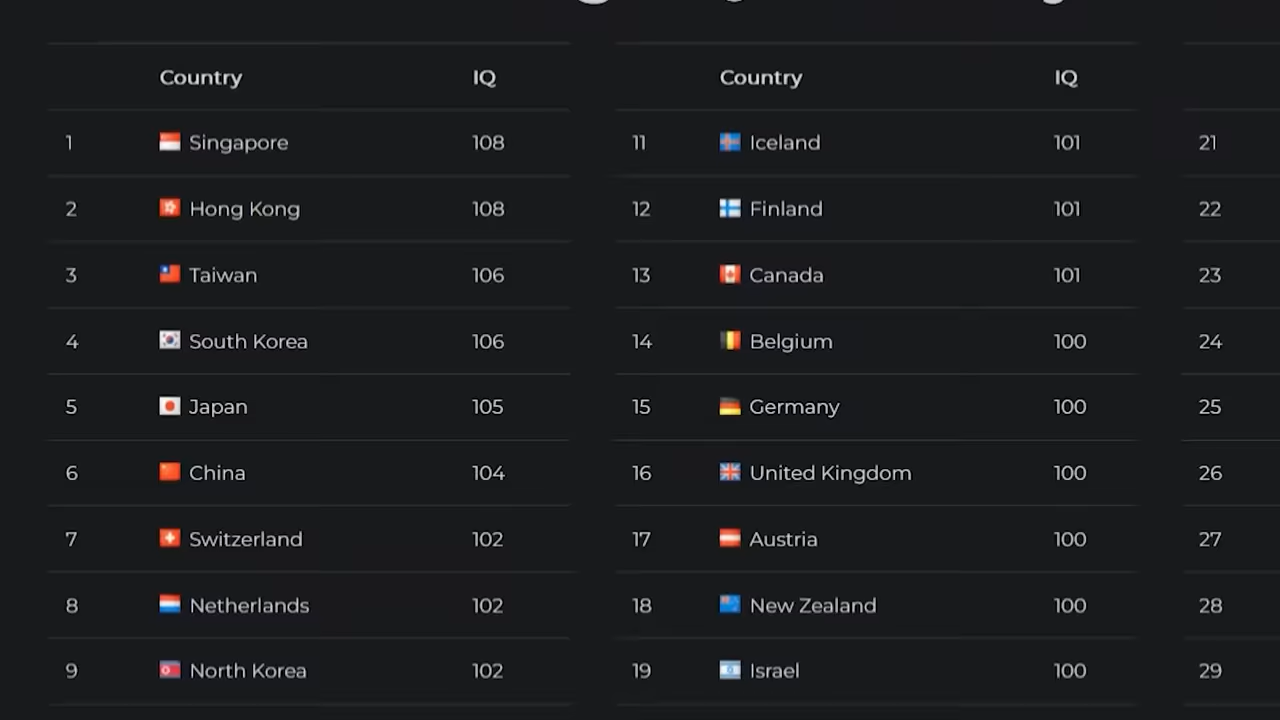 Country IQ Country IQ
1 Singapore 108 11 Iceland 101 21
2 Hong Kong 108 12 Finland 101 22
3 Taiwan 106 13 Canada 101 23
4 South Korea 106 14 Belgium 100 24
5 Japan 105 15 Germany 100 25
6 China 104 16 United Kingdom 100 26
7 Switzerland 102 17 Austria 100 27
8 Netherlands 102 18 New Zealand 100 28
9 North Korea 102 19 Israel 100 29